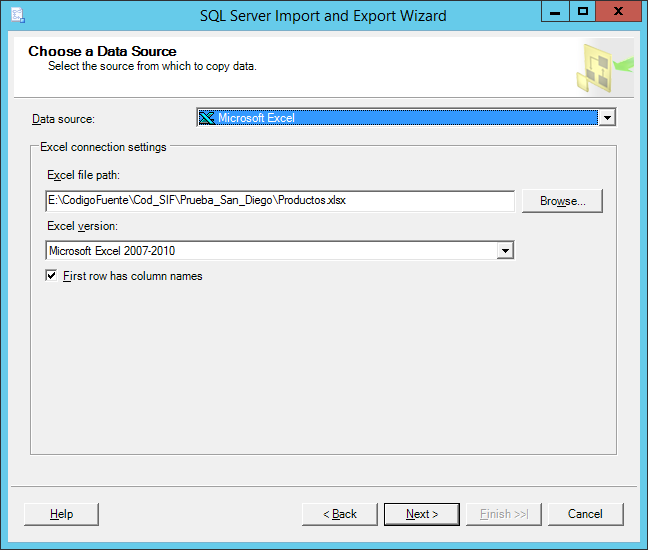 SQL Server Import and Export Wizard
Choose a Data Source
Select the source from which to copy data.
Data source: Microsoft Excel
Excel connection settings
Excel file path:
E:\CodigoFuente\Cod_SIF\Prueba_San_Diego\Productos.xlsx Browse...
Excel version:
Microsoft Excel 2007-2010
First row has column names
Help < Back Next > Finish >>| Cancel